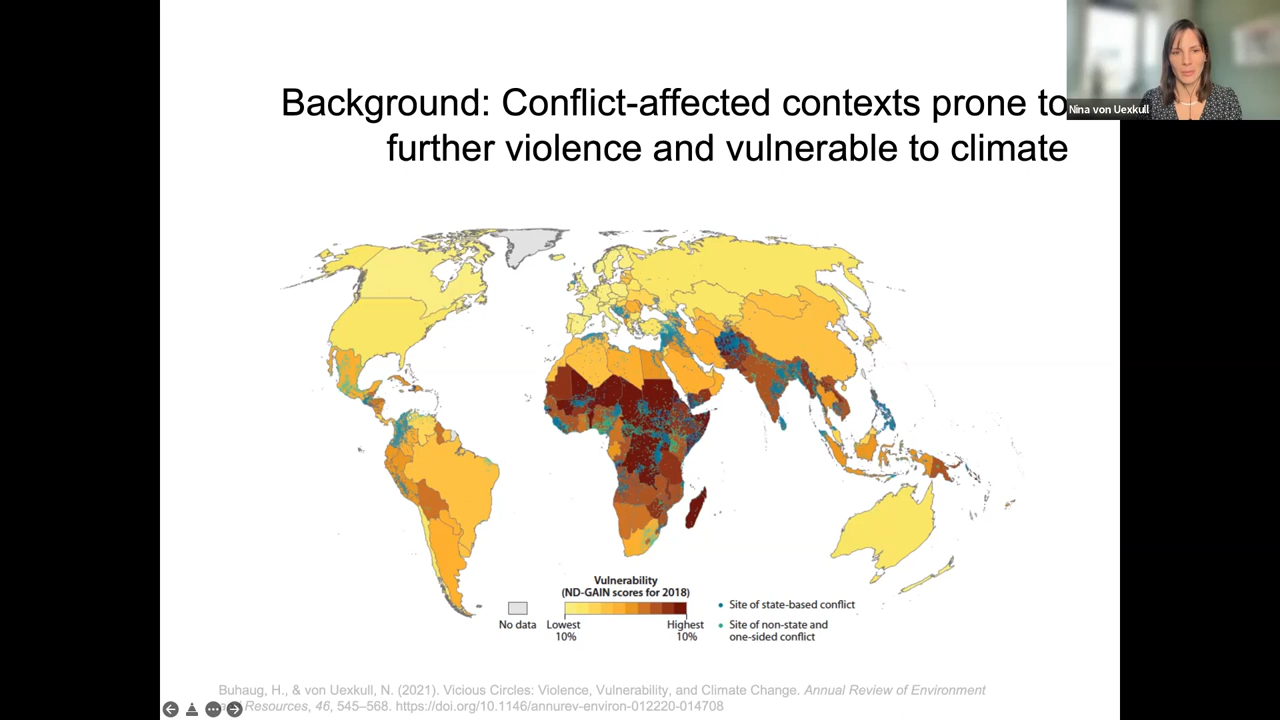 Background: Conflict-affected contexts prone to
further violence and vulnerable to climate
Nina von Uexkull
Vulnerability
(ND-GAIN scores for 2018)
No data
Lowest
10%
Highest
10%
Site of state-based conflict
Site of non-state and
one-sided conflict
Buhaug, H., & von Uexkull, N. (2021). Vicious Circles: Violence, Vulnerability, and Climate Change. Annual Review of Environment
Resources, 46, 545–568. https://doi.org/10.1146/annurev-environ-012220-014708